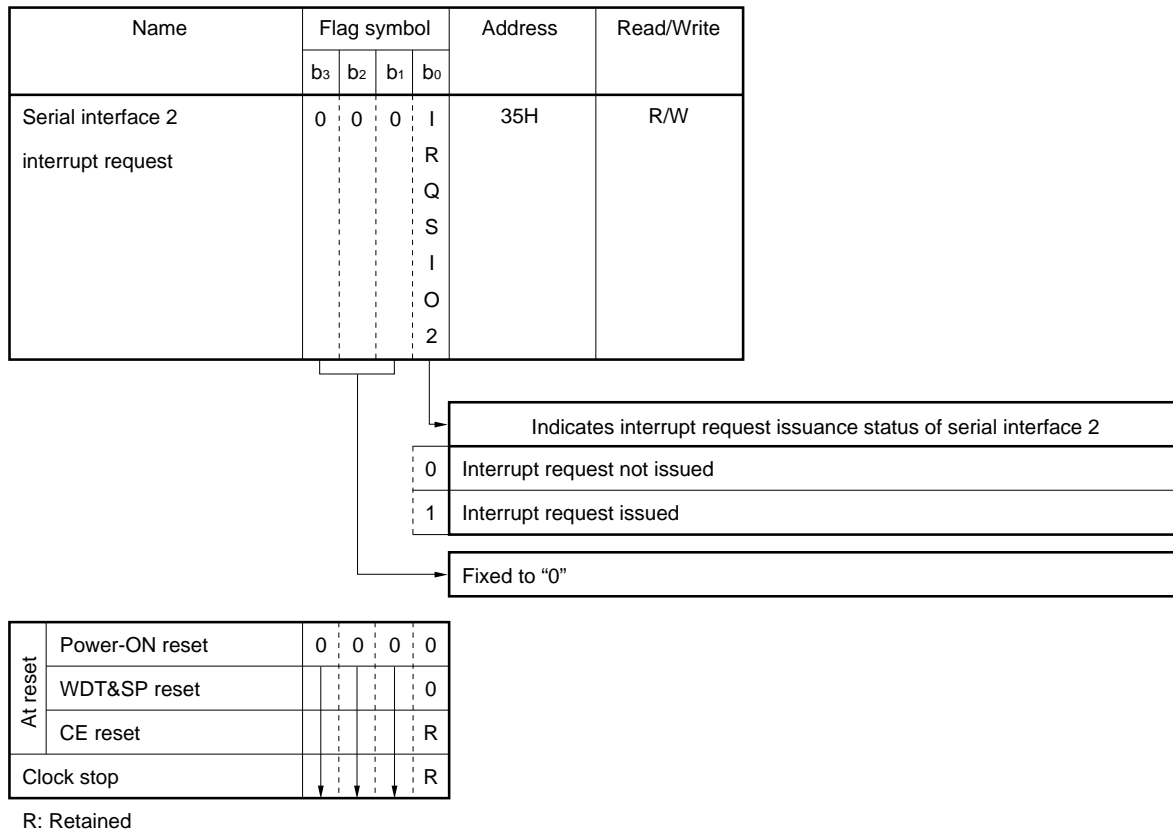 Name Flag symbol Address Read/Write
b3 b2 b1 b0
Serial interface 2 0 0 0 I 35H R/W
interrupt request R
Q
S
I
O
2
Indicates interrupt request issuance status of serial interface 2
0 Interrupt request not issued
1 Interrupt request issued
Fixed to “0”
At reset
Power-ON reset 0 0 0 0
WDT&SP reset 0
CE reset R
Clock stop R
R: Retained